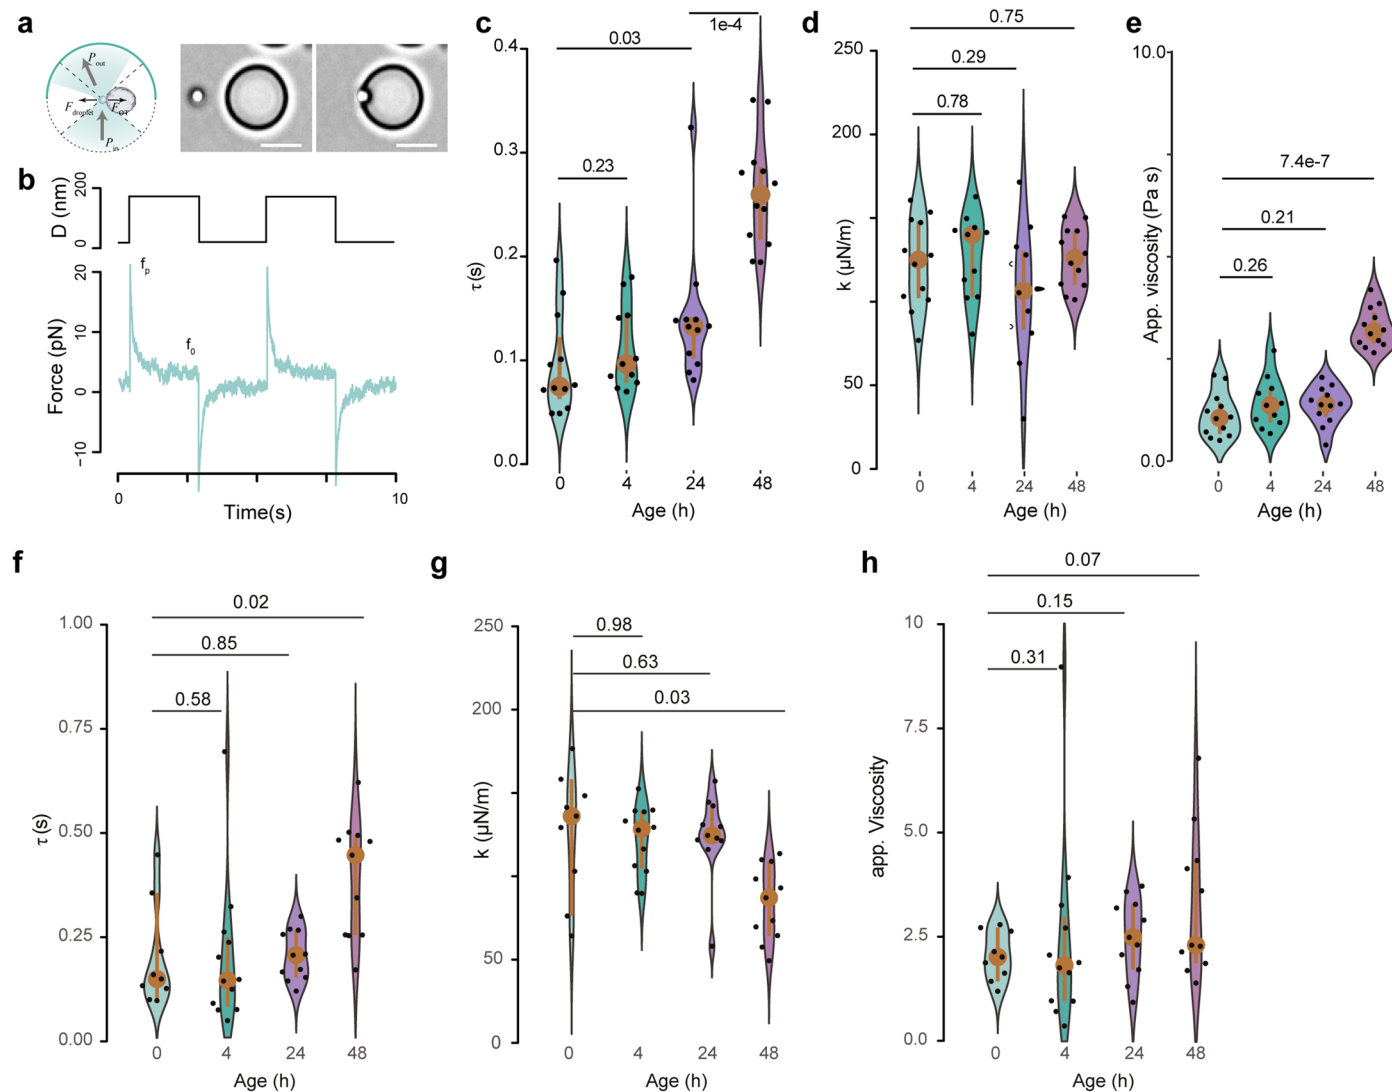 a
P out
F droplet
F OT
P in
b
D (nm)
200
0
f p
f 0
Force (pN)
20
10
0
−10
0
10
Time(s)
c
1e-4
0.03
0.23
τ(s)
0.4
0.3
0.2
0.1
0.0
0
4
24
48
Age (h)
d
0.75
0.29
0.78
k (µN/m)
250
200
50
0
0
4
24
48
Age (h)
e
10.0
App. viscosity (Pa s)
7.4e-7
0.21
0.26
0.0
0
4
24
48
Age (h)
f
0.02
0.85
0.58
τ(s)
1.00
0.75
0.50
0.25
0.00
0
4
24
48
Age (h)
g
0.98
0.63
0.03
k (µN/m)
250
200
50
0
0
4
24
48
Age (h)
h
0.07
0.15
0.31
app. Viscosity
10
7.5
5.0
2.5
0.0
0
4
24
48
Age (h)